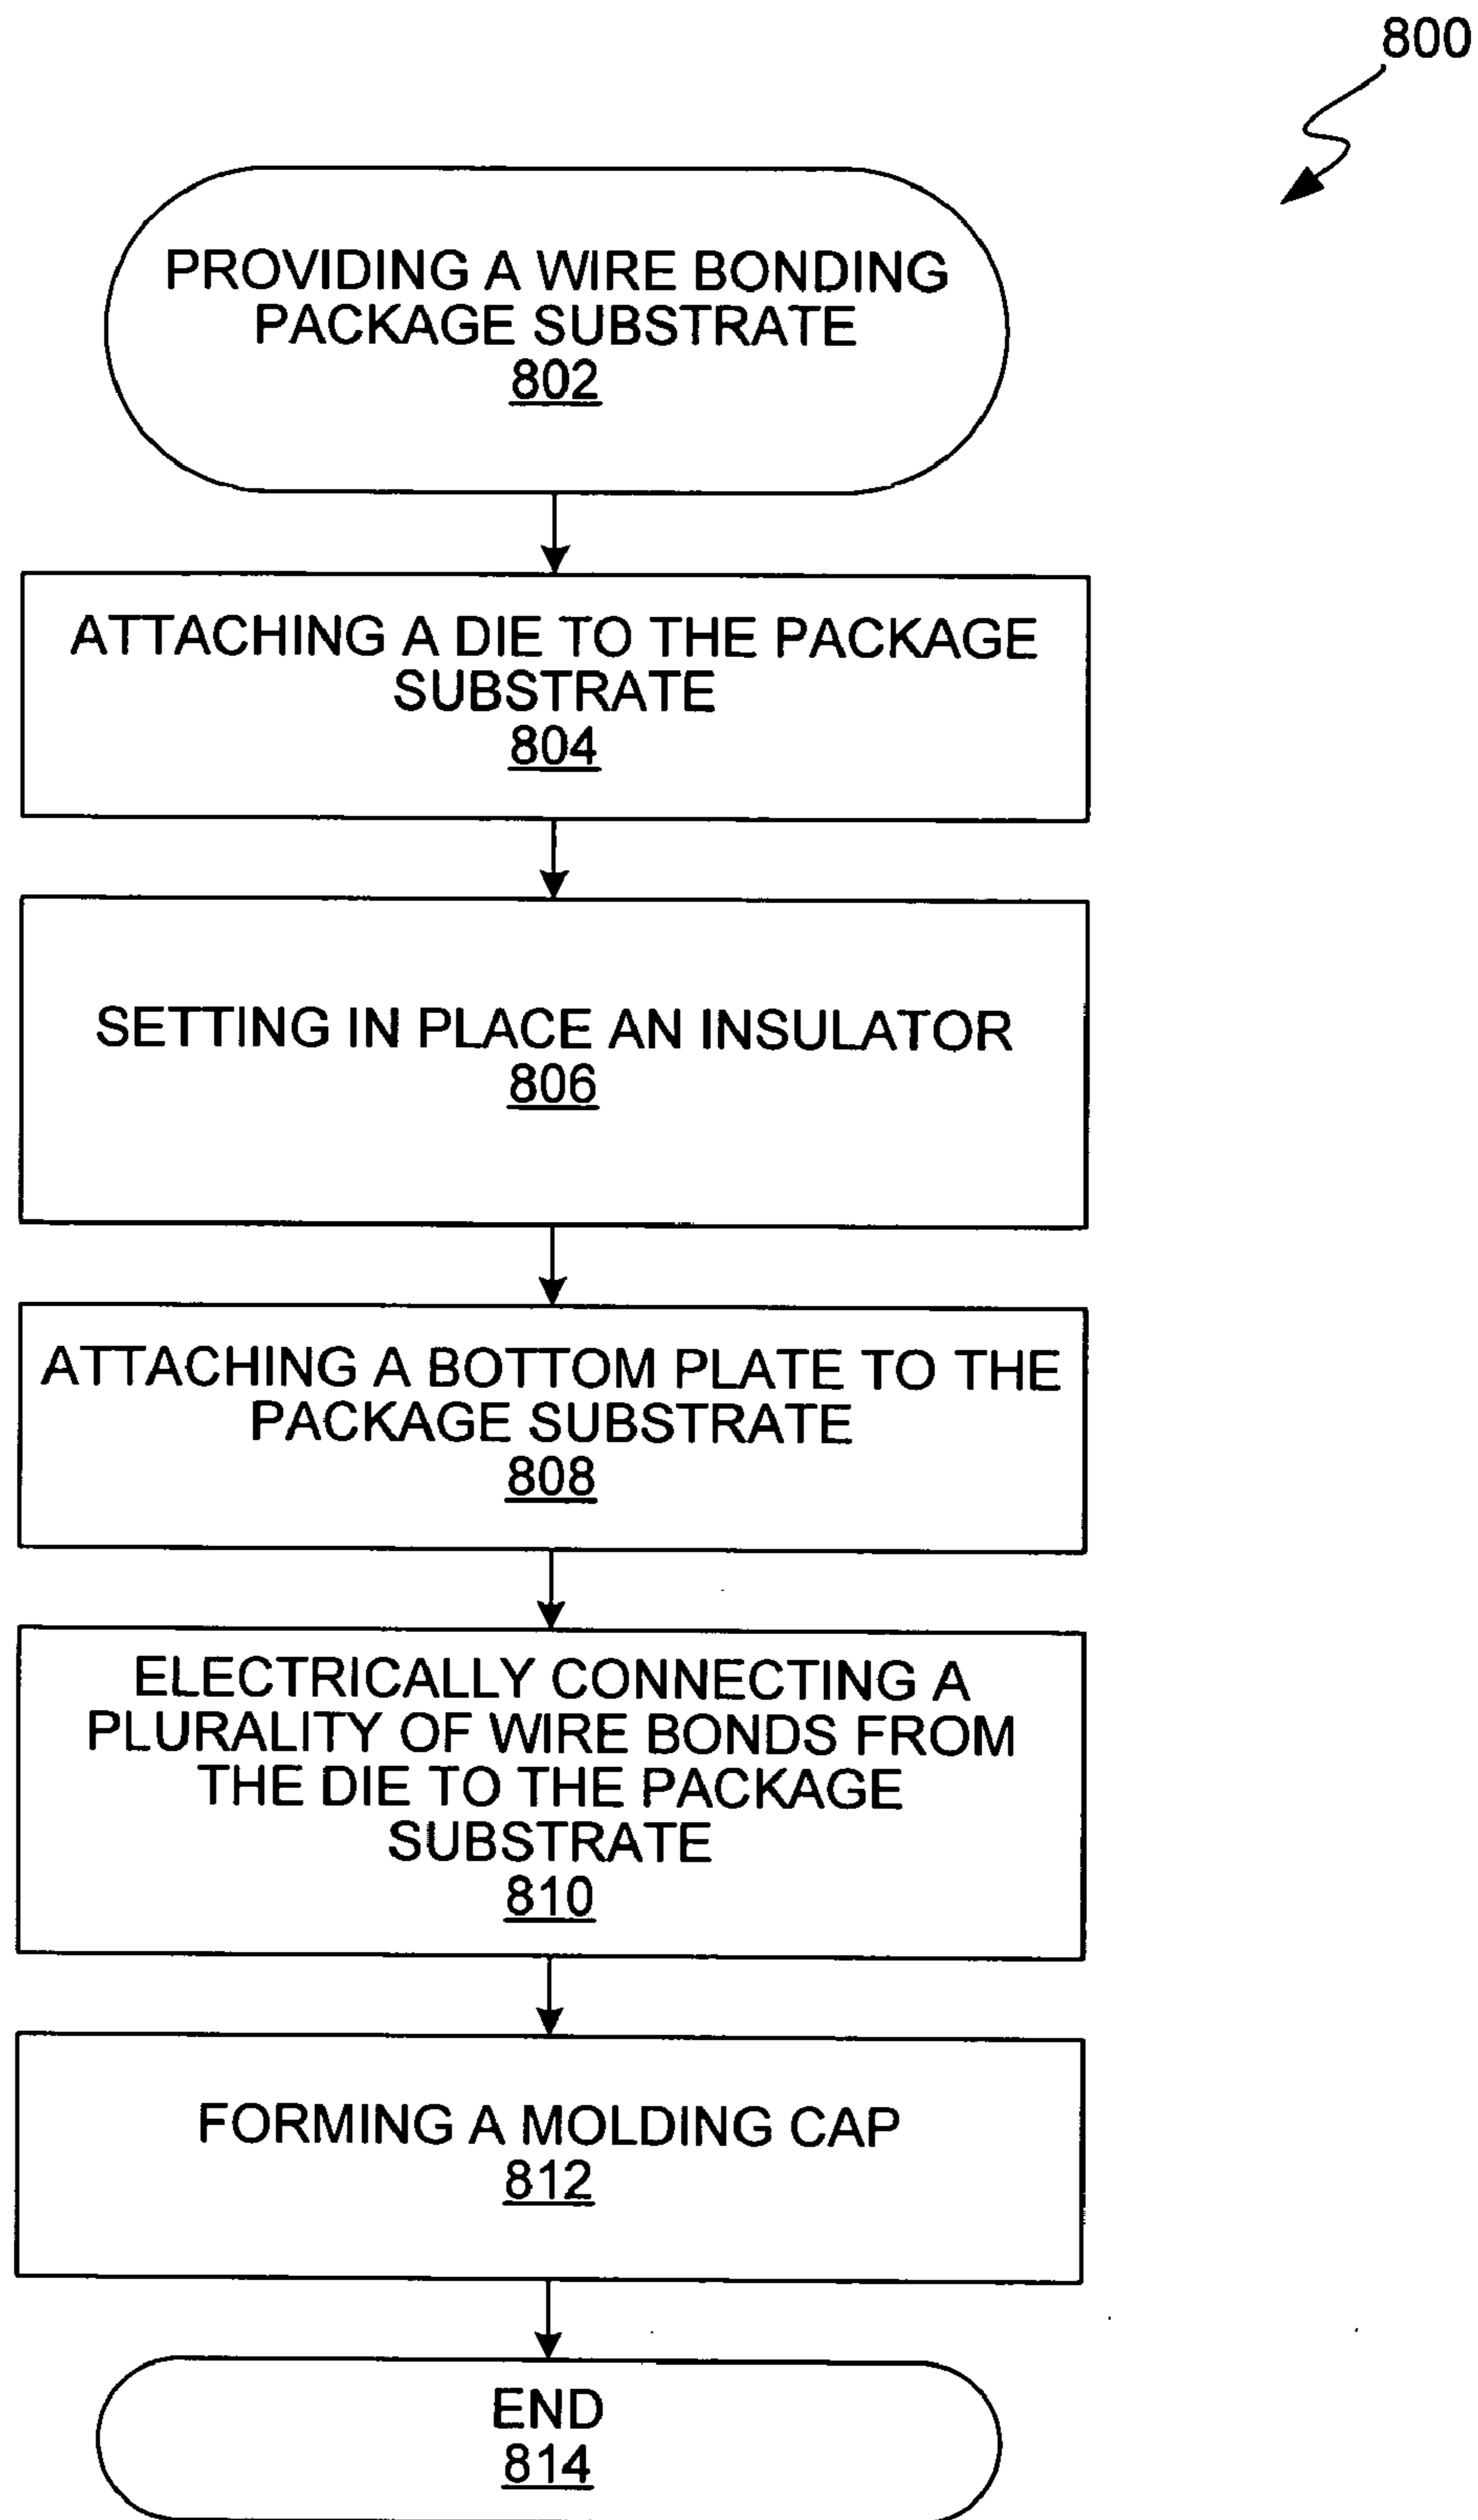 800
PROVIDING A WIRE BONDING
PACKAGE SUBSTRATE
802
ATTACHING A DIE TO THE PACKAGE
SUBSTRATE
804
SETTING IN PLACE AN INSULATOR
806
ATTACHING A BOTTOM PLATE TO THE
PACKAGE SUBSTRATE
808
ELECTRICALLY CONNECTING A
PLURALITY OF WIRE BONDS FROM
THE DIE TO THE PACKAGE
SUBSTRATE
810
FORMING A MOLDING CAP
812
END
814